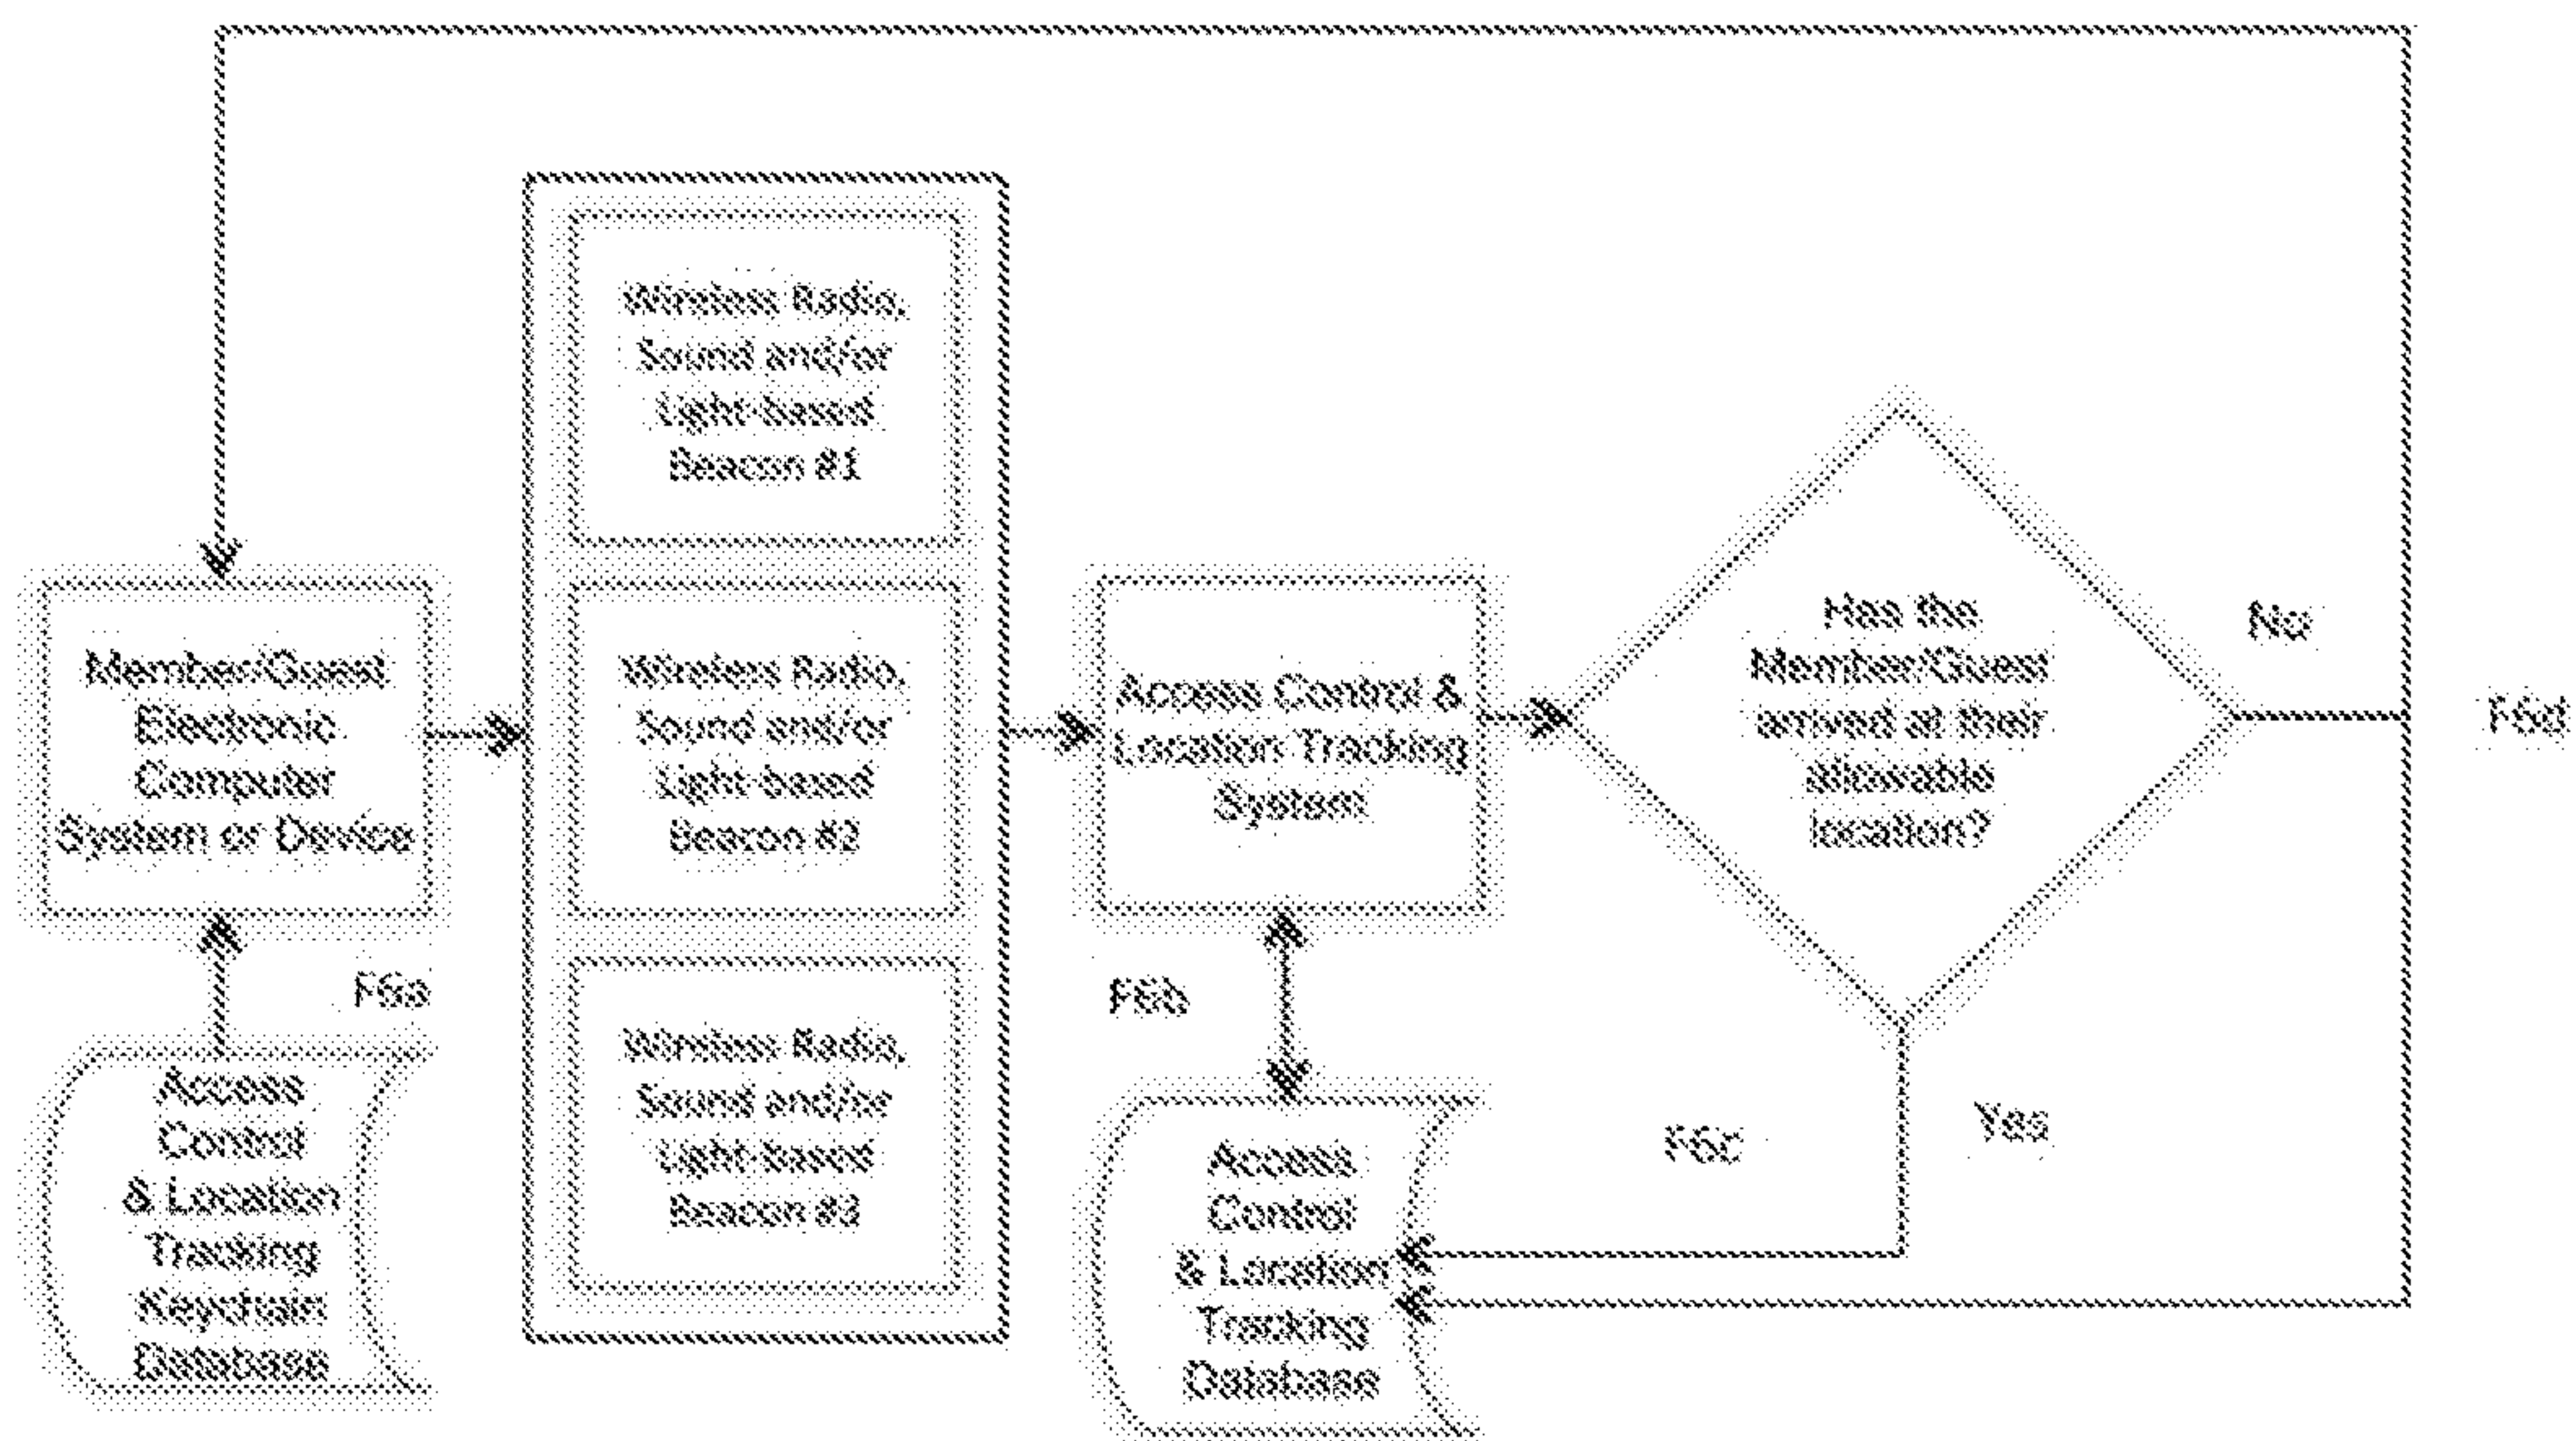 Wireless Radio,
Sound and/or
Light-based
Beacon #1
Member/Guest
Electronic
Computer
System or Device
Wireless Radio,
Sound and/or
Light-based
Beacon #2
Access Control &
Location Tracking
System
Has the
Member/Guest
arrived at their
allowable
location?
No
F6d
F6a
F6b
Access
Control
& Location
Tracking
Keychain
Database
Wireless Radio,
Sound and/or
Light-based
Beacon #3
Access
Control
& Location
Tracking
Database
F6c
Yes